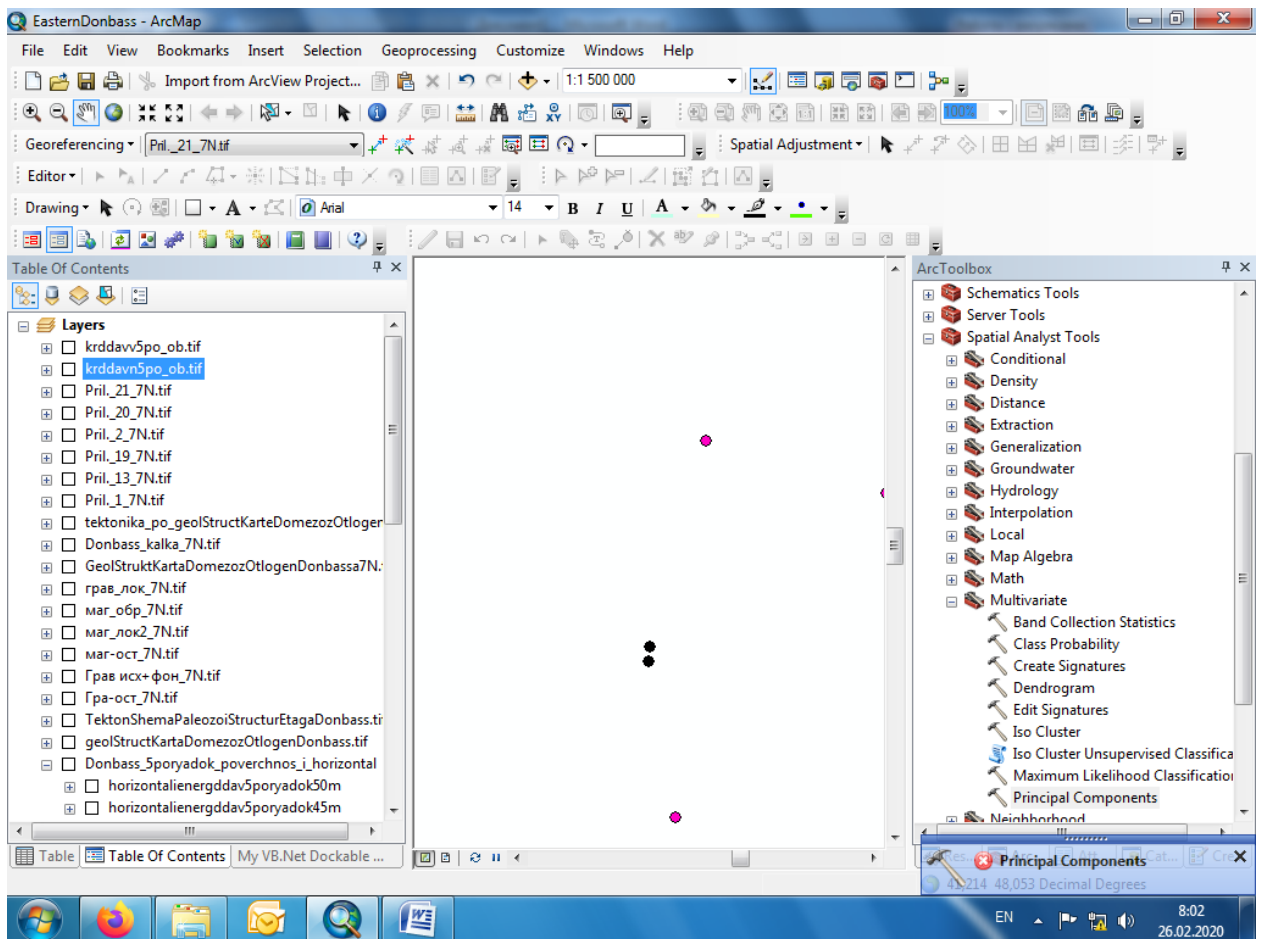 EasternDonbass - ArcMap
File Edit View Bookmarks Insert Selection Geoprocessing Customize Windows Help
Import from ArcView Project... 1:1 500 000
100%
Georeferencing Pril._21_7N.tif Spatial Adjustment
Editor
Drawing A Arial 14 B I U A
Table Of Contents
Layers
krddavv5po_ob.tif
krddavn5po_ob.tif
Pril._21_7N.tif
Pril._20_7N.tif
Pril._2_7N.tif
Pril._19_7N.tif
Pril._13_7N.tif
Pril._1_7N.tif
tektonika_po_geolStructKarteDomezozOtlogen
Donbass_kalka_7N.tif
GeolStruktKartaDomezozOtlogenDonbassa7N.
грав_лок_7N.tif
маг_обр_7N.tif
маг_лок2_7N.tif
маг-ост_7N.tif
Грав исх+фон_7N.tif
Гра-ост_7N.tif
TektonShemaPaleozoiStructurEtagaDonbass.ti
geolStructKartaDomezozOtlogenDonbass.tif
Donbass_5poryadok_poverchnos_i_horizontal
horizontalienergddav5poryadok50m
horizontalienergddav5poryadok45m
Table Table Of Contents My VB.Net Dockable ...
ArcToolbox
Schematics Tools
Server Tools
Spatial Analyst Tools
Conditional
Density
Distance
Extraction
Generalization
Groundwater
Hydrology
Interpolation
Local
Map Algebra
Math
Multivariate
Band Collection Statistics
Class Probability
Create Signatures
Dendrogram
Edit Signatures
Iso Cluster
Iso Cluster Unsupervised Classifica
Maximum Likelihood Classification
Principal Components
Neighborhood
Principal Components
41,214 48,053 Decimal Degrees
EN 8:02
26.02.2020